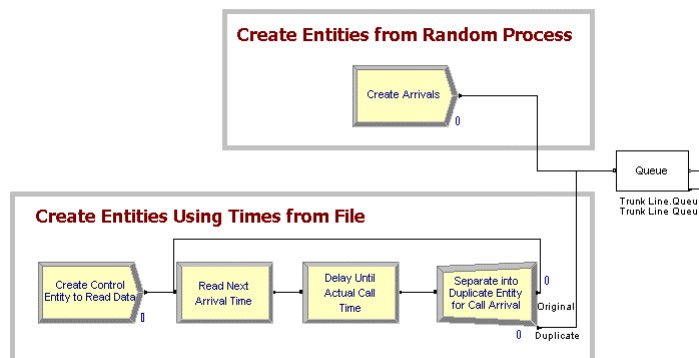 Create Entities from Random Process
Create Arrivals
0
Queue
Trunk Line.Queu
Trunk Line Queu
Create Entities Using Times from File
Create Control
Entity to Read Data
0
Read Next
Arrival Time
Delay Until
Actual Call
Time
Separate into
Duplicate Entity
for Call Arrival
0
Original
0
Duplicate